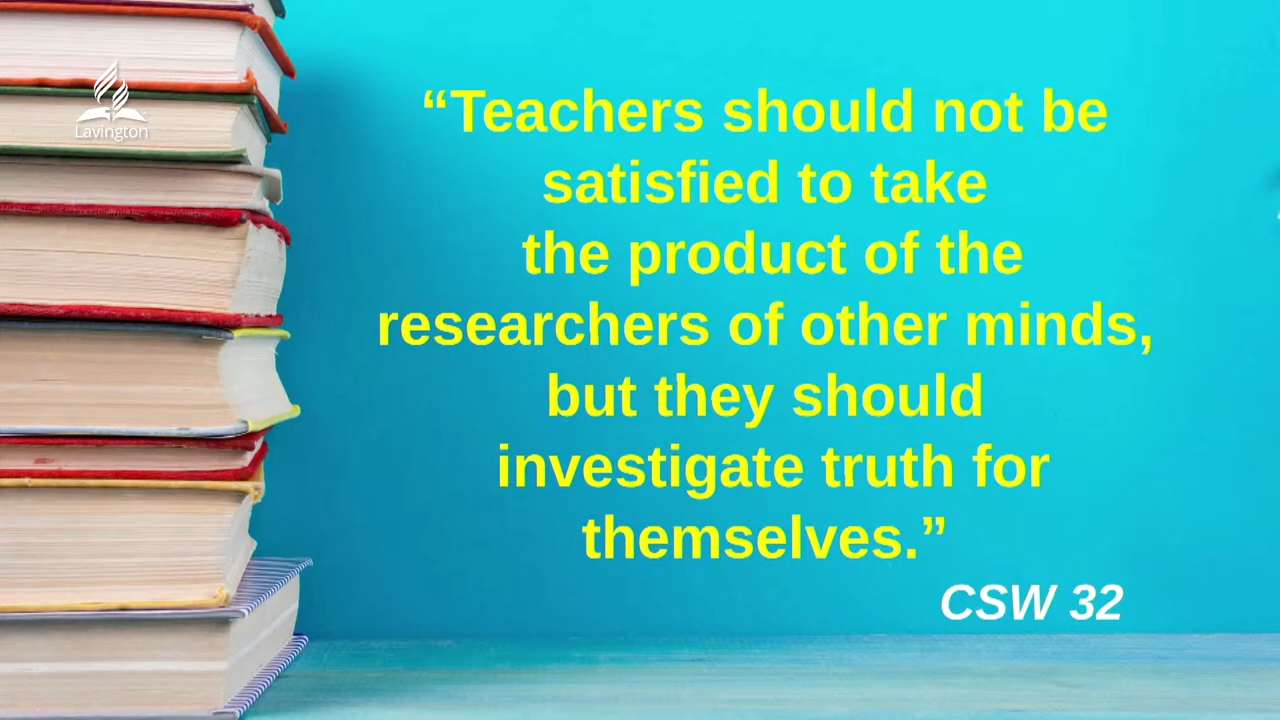 Lavington
“Teachers should not be
satisfied to take
the product of the
researchers of other minds,
but they should
investigate truth for
themselves.”
CSW 32